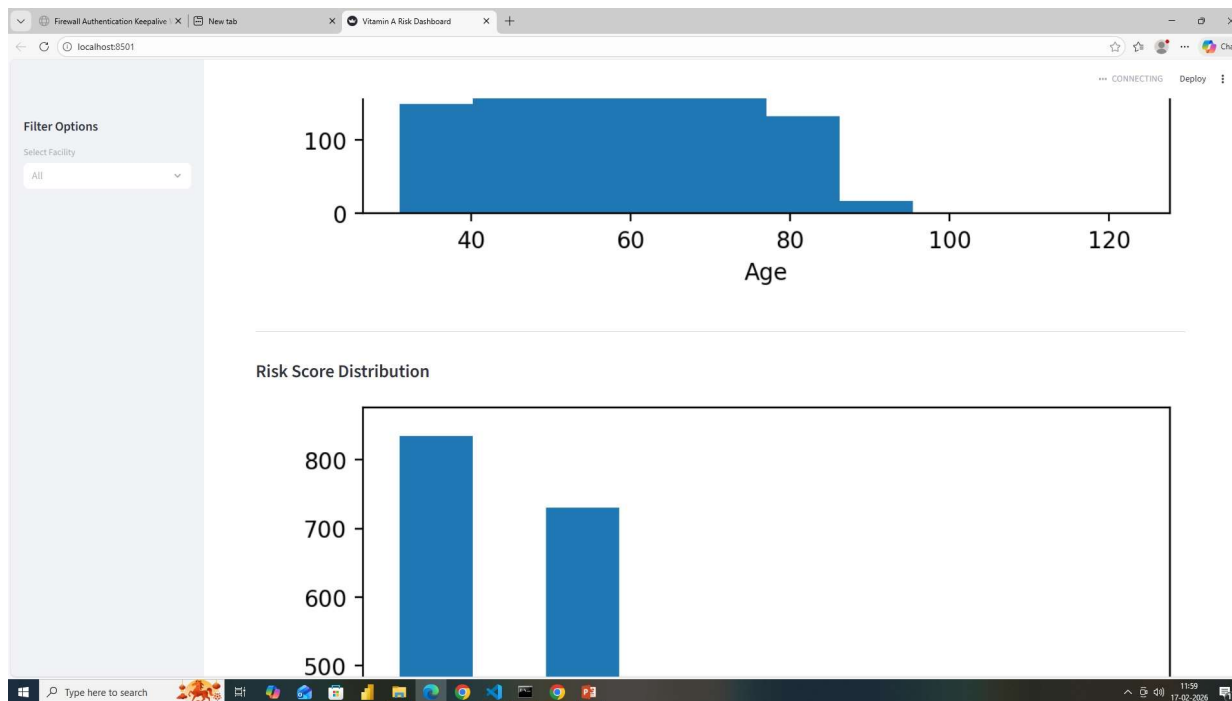 Firewall Authentication Keepalive
New tab
Vitamin A Risk Dashboard
localhost:8501
CONNECTING
Deploy
Filter Options
Select Facility
All
100
0
40 60 80 100 120
Age
Risk Score Distribution
800
700
600
500
Type here to search
11:59
17-02-2026